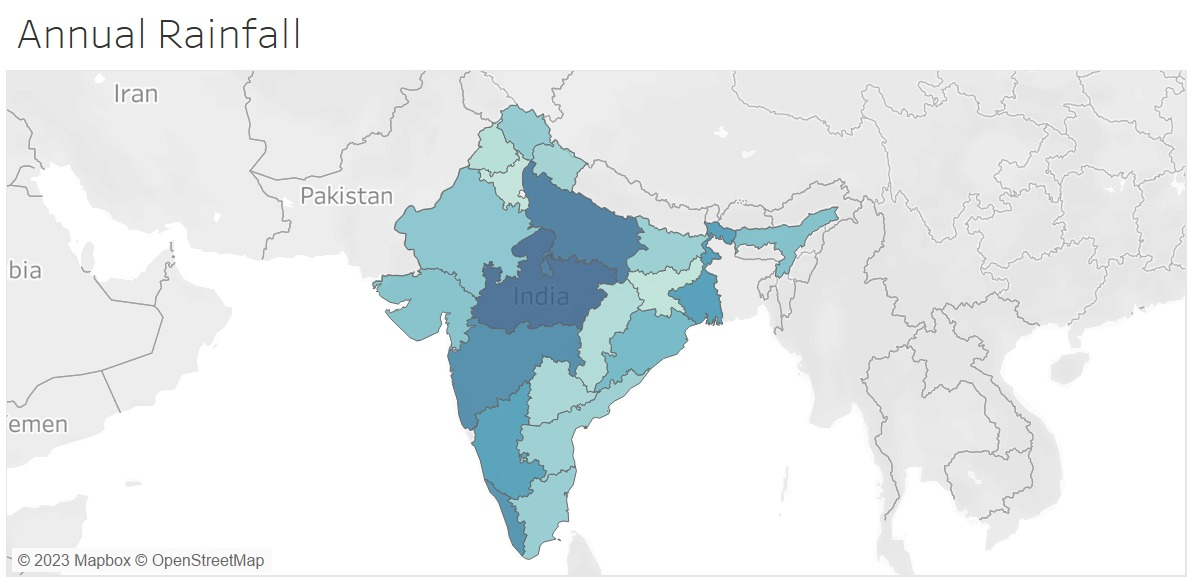 Annual Rainfall
Iran
Pakistan
bia
India
emen
© 2023 Mapbox © OpenStreetMap